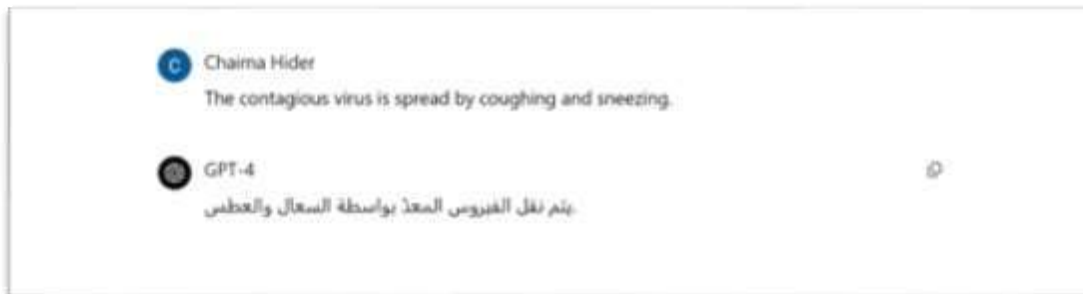 C
Chaima Hider
The contagious virus is spread by coughing and sneezing.
GPT-4
يتم نقل الفيروس المعدّ بواسطة السعال والعطس.